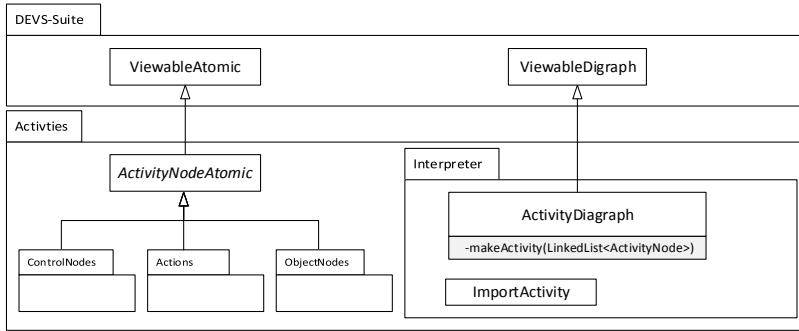 DEVS-Suite
ViewableAtomic
ViewableDigraph
Activties
ActivityNodeAtomic
Interpreter
ActivityDiagraph
-makeActivity(LinkedList<ActivityNode>)
ControlNodes
Actions
ObjectNodes
ImportActivity